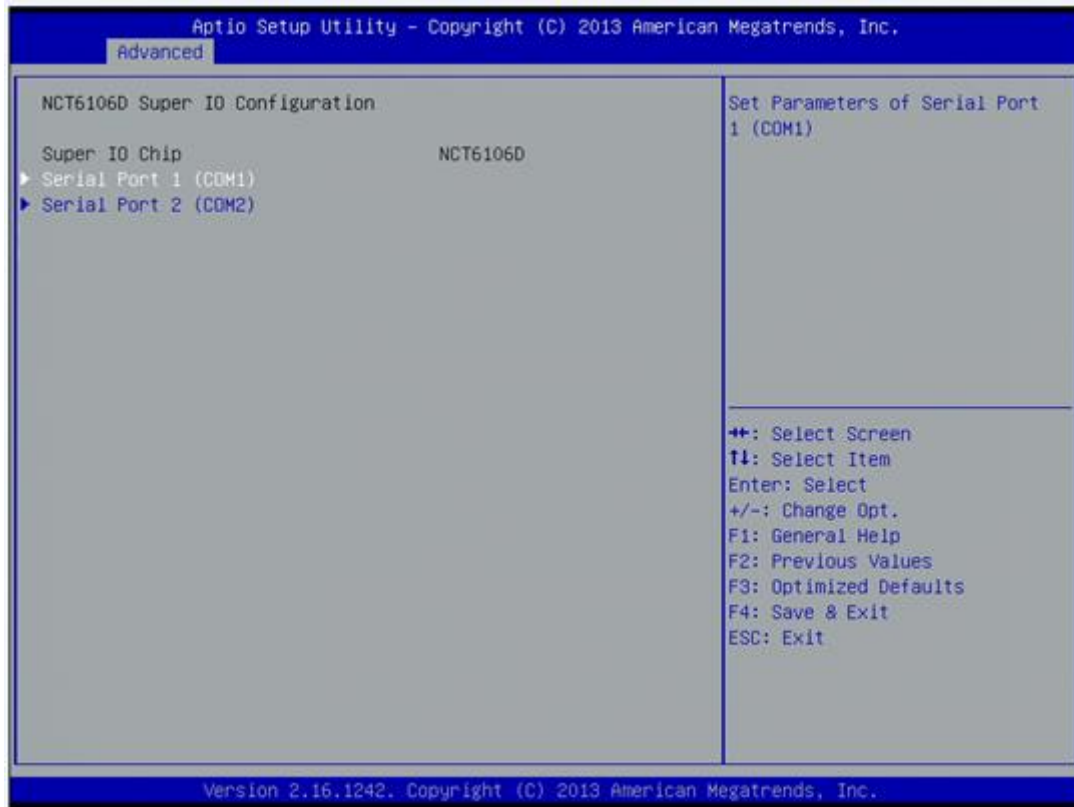 Aptio Setup Utility – Copyright (C) 2013 American Megatrends, Inc.
Advanced
NCT6106D Super IO Configuration
Super IO Chip NCT6106D
Serial Port 1 (COM1)
Serial Port 2 (COM2)
Set Parameters of Serial Port
1 (COM1)
→←: Select Screen
↑↓: Select Item
Enter: Select
+/-: Change Opt.
F1: General Help
F2: Previous Values
F3: Optimized Defaults
F4: Save & Exit
ESC: Exit
Version 2.16.1242. Copyright (C) 2013 American Megatrends, Inc.